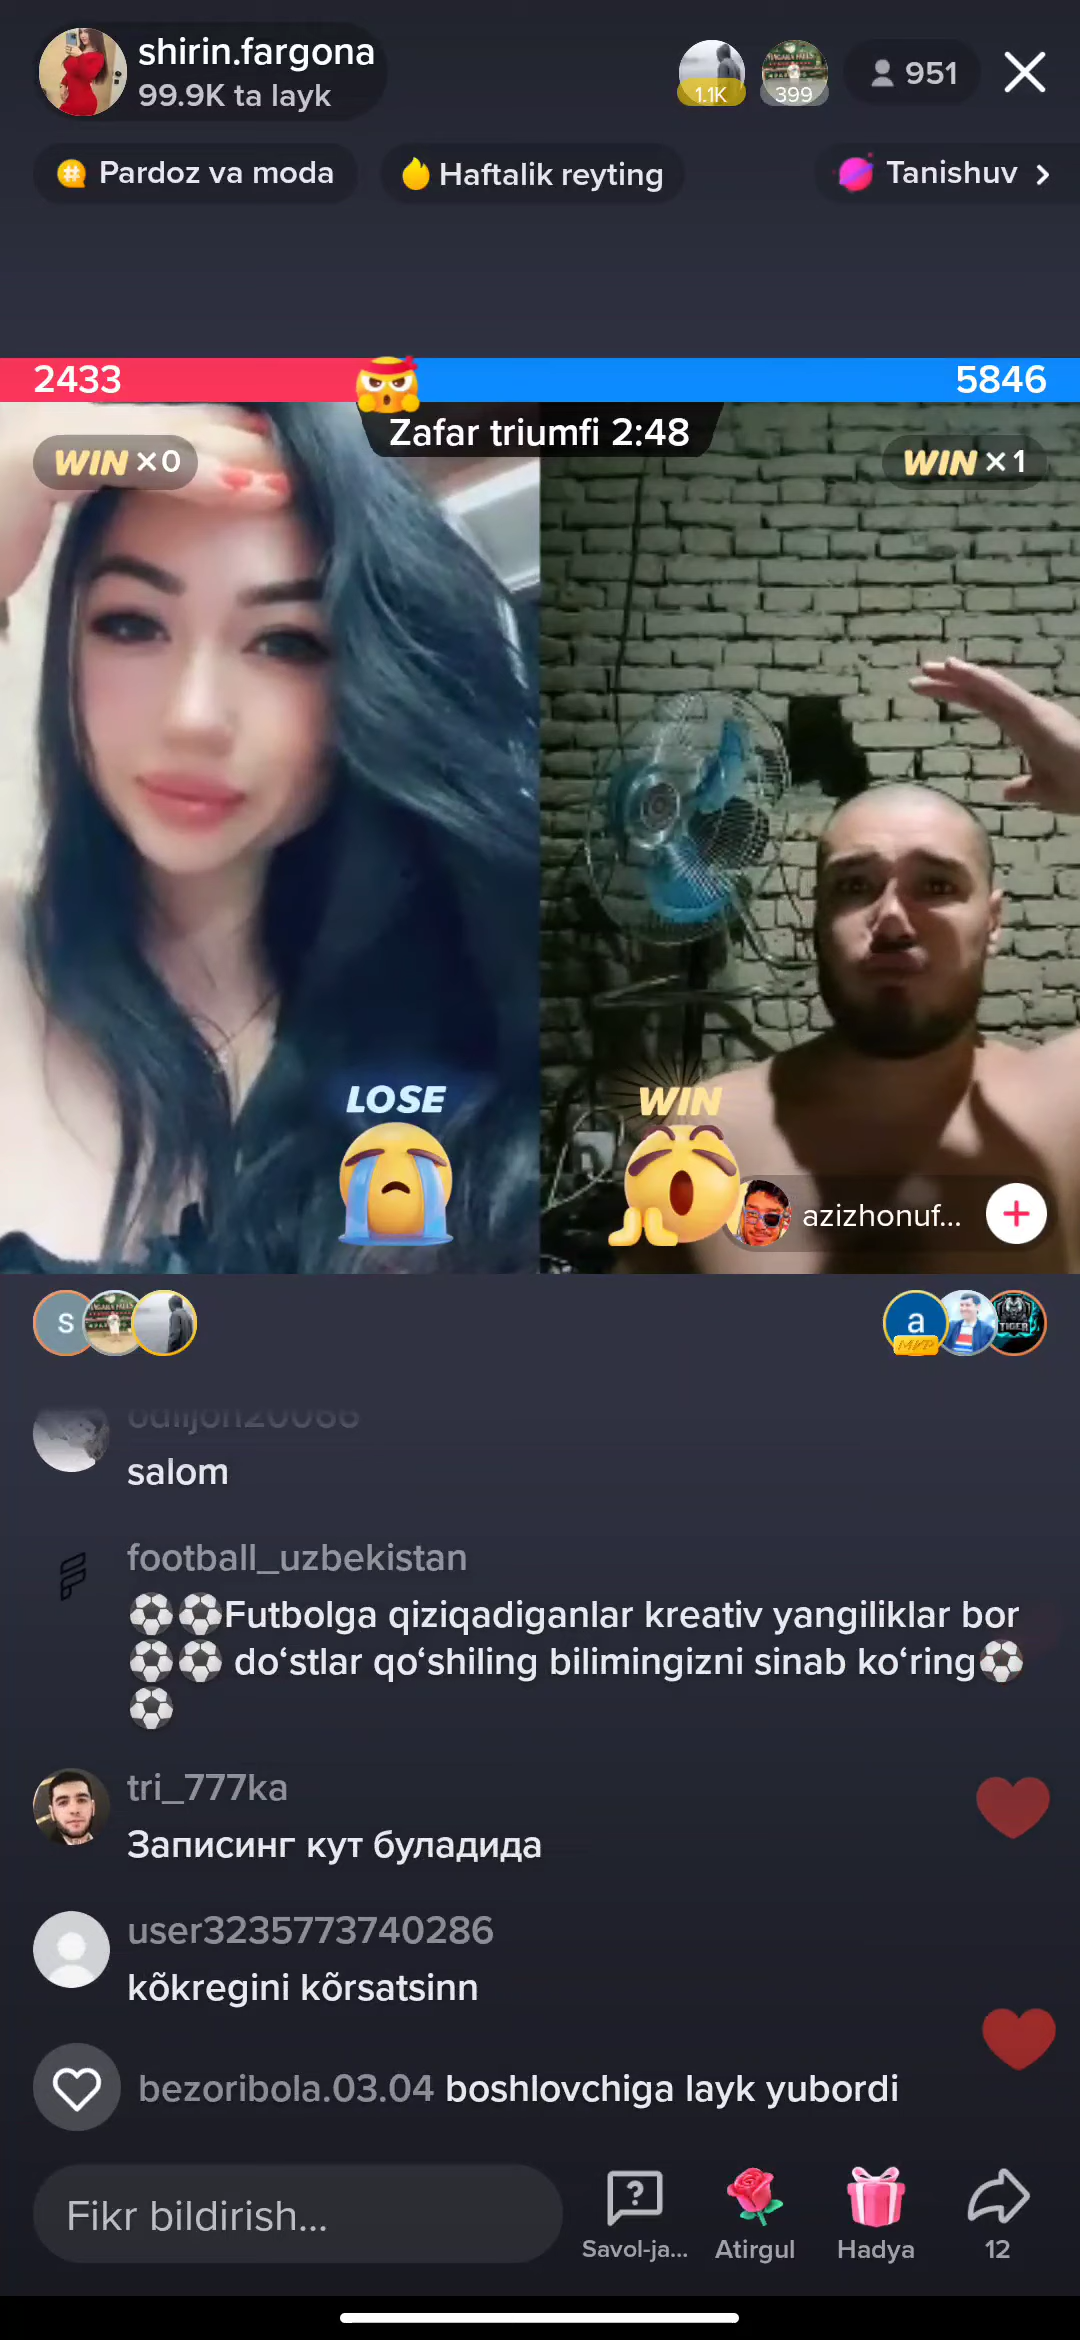 shirin.fargona
99.9K ta layk
1.1K
399
951
Pardoz va moda
Haftalik reyting
Tanishuv
2433
5846
Zafar triumfi 2:48
WIN ×0
WIN ×1
LOSE
WIN
azizhonuf...
s
a
TIGER
odiljon20066
salom
football_uzbekistan
⚽⚽Futbolga qiziqadiganlar kreativ yangiliklar bor
⚽⚽ do‘stlar qo‘shiling bilimingizni sinab ko‘ring⚽
⚽
tri_777ka
Записинг кут буладида
user3235773740286
kõkregini kõrsatsinn
bezoribola.03.04 boshlovchiga layk yubordi
Fikr bildirish...
Savol-ja...
Atirgul
Hadya
12